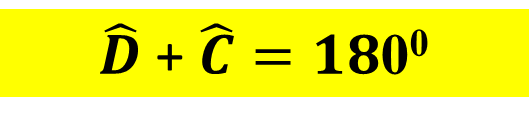 D̂ + Ĉ = 180⁰